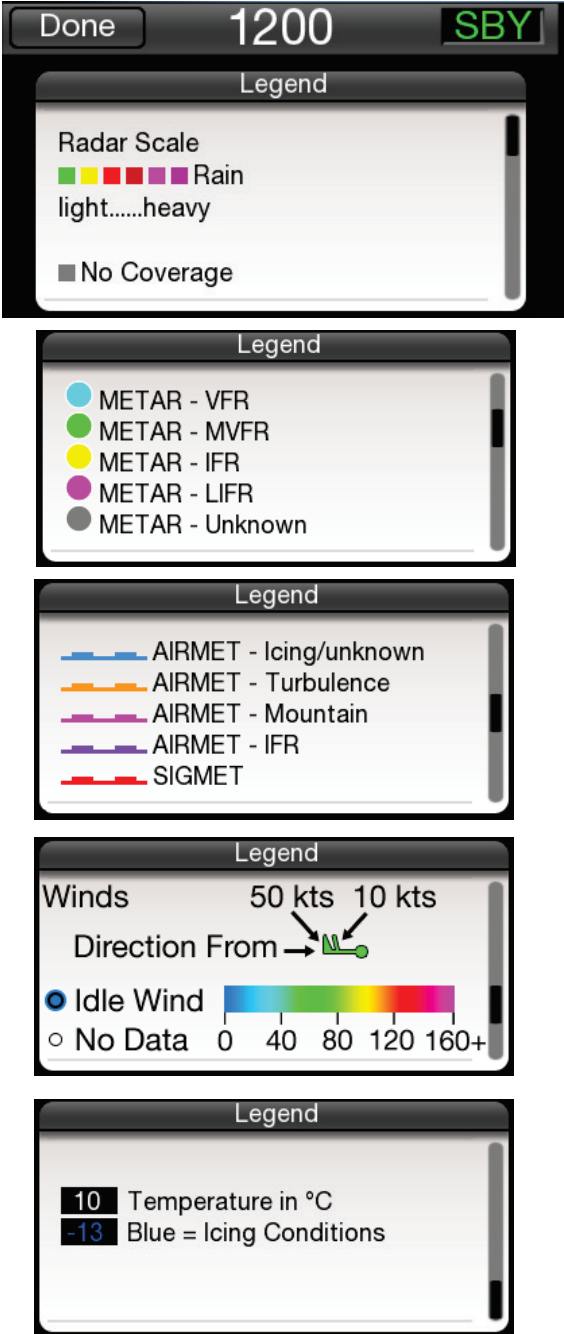 Done 1200 SBY
Legend
Radar Scale
Rain
light......heavy
No Coverage
Legend
METAR - VFR
METAR - MVFR
METAR - IFR
METAR - LIFR
METAR - Unknown
Legend
AIRMET - Icing/unknown
AIRMET - Turbulence
AIRMET - Mountain
AIRMET - IFR
SIGMET
Legend
Winds 50 kts 10 kts
Direction From
Idle Wind
No Data 0 40 80 120 160+
Legend
10 Temperature in °C
-13 Blue = Icing Conditions